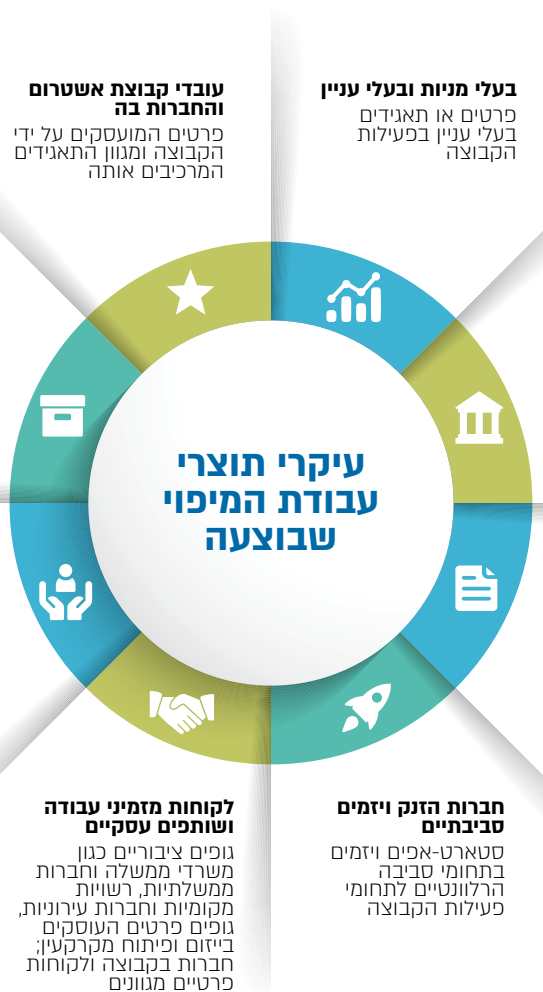 בעלי מניות ובעלי עניין
פרטים או תאגידים
בעלי עניין בפעילות
הקבוצה
עובדי קבוצת אשטרום
והחברות בה
פרטים המועסקים על ידי
הקבוצה ומגוון התאגידים
המרכיבים אותה
עיקרי תוצרי
עבודת המיפוי
שבוצעה
חברות הזנק ויזמים
סביבתיים
סטארט-אפים ויזמים
בתחומי סביבה
הרלוונטיים לתחומי
פעילות הקבוצה
לקוחות מזמיני עבודה
ושותפים עסקיים
גופים ציבוריים כגון
משרדי ממשלה וחברות
ממשלתיות, רשויות
מקומיות וחברות עירוניות,
גופים פרטים העוסקים
בייזום ופיתוח מקרקעין;
חברות בקבוצה ולקוחות
פרטיים מגוונים